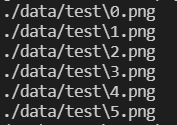 ./data/test\0.png
./data/test\1.png
./data/test\2.png
./data/test\3.png
./data/test\4.png
./data/test\5.png